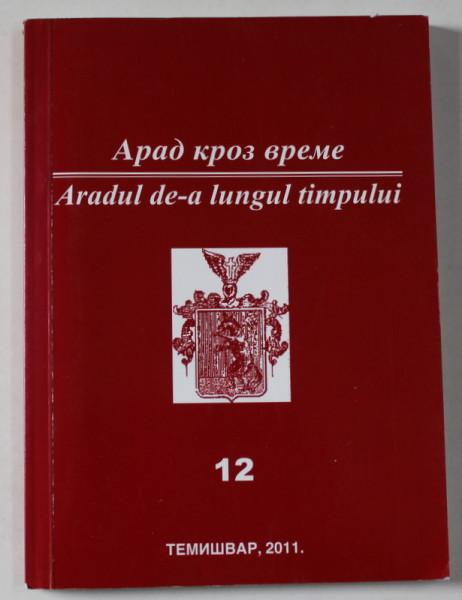 Арад кроз време
Aradul de-a lungul timpului
12
ТЕМИШВАР, 2011.